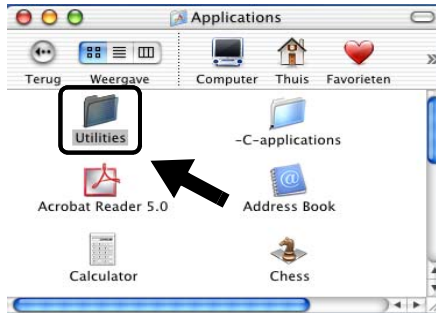 Applications
Terug Weergave Computer Thuis Favorieten
Utilities -C-applications
Acrobat Reader 5.0 Address Book
Calculator Chess